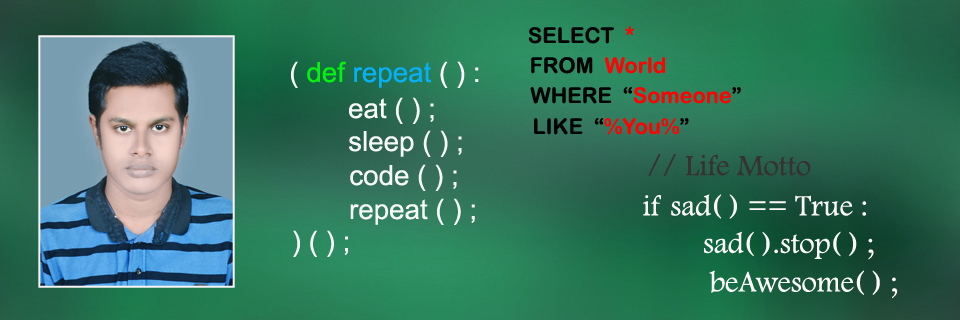 ( def repeat ( ) :
eat ( ) ;
sleep ( ) ;
code ( ) ;
repeat ( ) ;
) ( ) ;
SELECT *
FROM World
WHERE “Someone”
LIKE “%You%”
// Life Motto
if sad( ) == True :
sad( ).stop( ) ;
beAwesome( ) ;